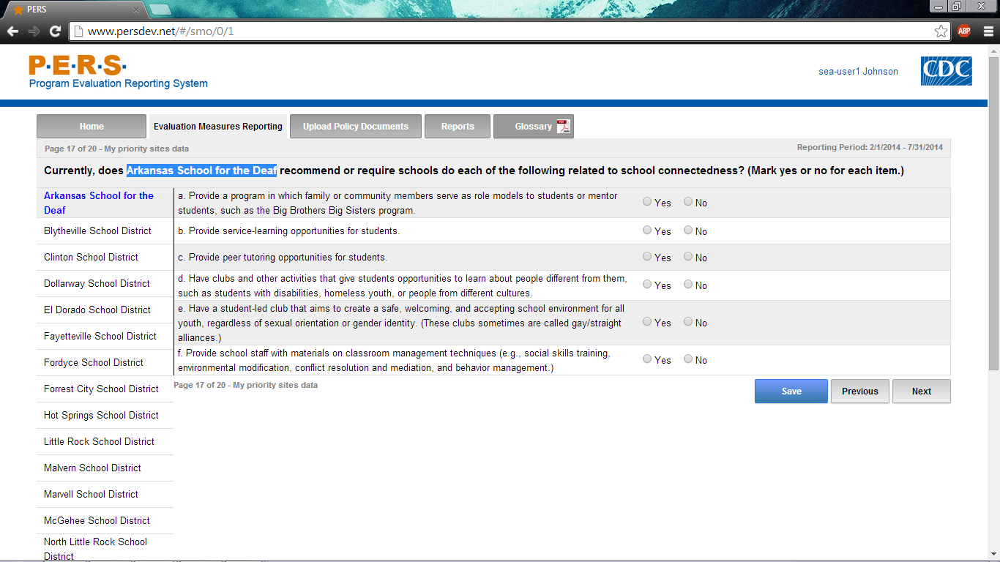 PERS
www.persdev.net/#/smo/0/1
ABP
P·E·R·S·
Program Evaluation Reporting System
sea-user1 Johnson
CDC
Home
Evaluation Measures Reporting
Upload Policy Documents
Reports
Glossary
Page 17 of 20 - My priority sites data
Reporting Period: 2/1/2014 - 7/31/2014
Currently, does Arkansas School for the Deaf recommend or require schools do each of the following related to school connectedness? (Mark yes or no for each item.)
Arkansas School for the
Deaf
Blytheville School District
Clinton School District
Dollarway School District
El Dorado School District
Fayetteville School District
Fordyce School District
Forrest City School District
Hot Springs School District
Little Rock School District
Malvern School District
Marvell School District
McGehee School District
North Little Rock School
District
a. Provide a program in which family or community members serve as role models to students or mentor
students, such as the Big Brothers Big Sisters program.
Yes No
b. Provide service-learning opportunities for students.
Yes No
c. Provide peer tutoring opportunities for students.
Yes No
d. Have clubs and other activities that give students opportunities to learn about people different from them,
such as students with disabilities, homeless youth, or people from different cultures.
Yes No
e. Have a student-led club that aims to create a safe, welcoming, and accepting school environment for all
youth, regardless of sexual orientation or gender identity. (These clubs sometimes are called gay/straight
alliances.)
Yes No
f. Provide school staff with materials on classroom management techniques (e.g., social skills training,
environmental modification, conflict resolution and mediation, and behavior management.)
Yes No
Page 17 of 20 - My priority sites data
Save
Previous
Next